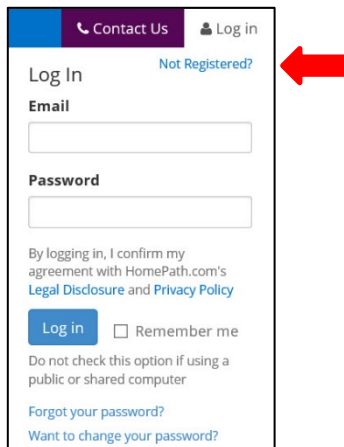 Contact Us Log in
Not Registered?
Log In
Email
Password
By logging in, I confirm my
agreement with HomePath.com's
Legal Disclosure and Privacy Policy
Log in Remember me
Do not check this option if using a
public or shared computer
Forgot your password?
Want to change your password?